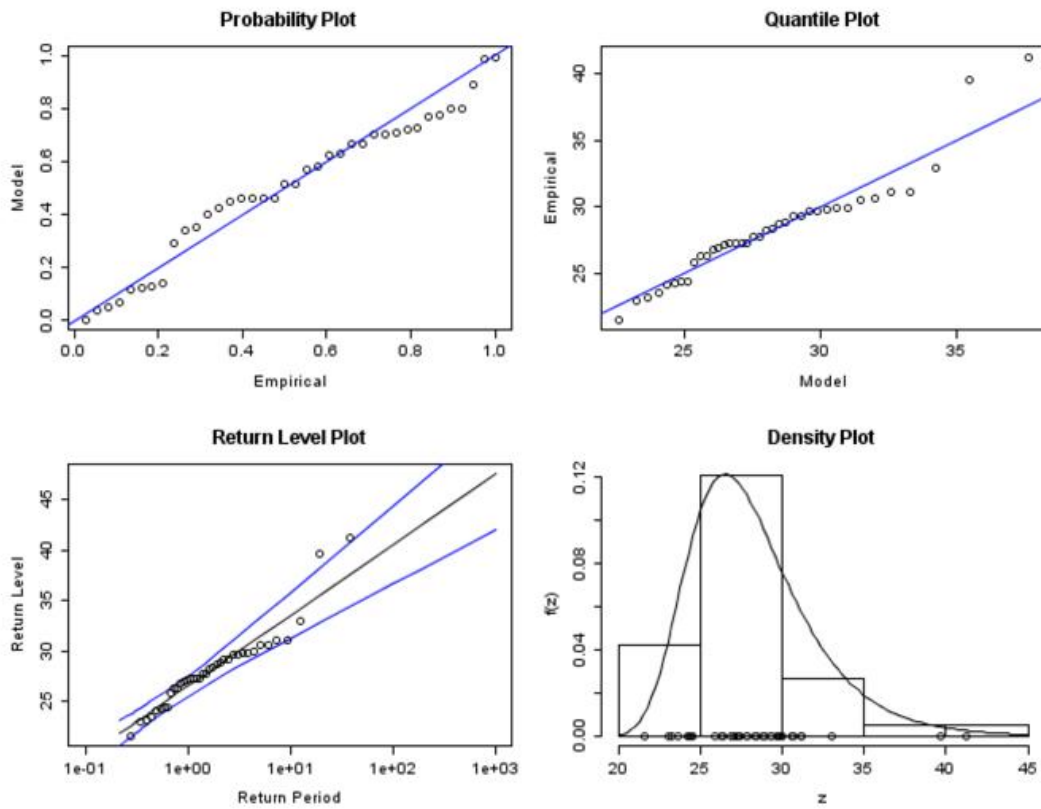 Probability Plot
Model
0.0 0.2 0.4 0.6 0.8 1.0
0.0 0.2 0.4 0.6 0.8 1.0
Empirical
Quantile Plot
Empirical
25 30 35 40
25 30 35
Model
Return Level Plot
Return Level
25 30 35 40 45
1e-01 1e+00 1e+01 1e+02 1e+03
Return Period
Density Plot
f(z)
0.00 0.04 0.08 0.12
20 25 30 35 40 45
z